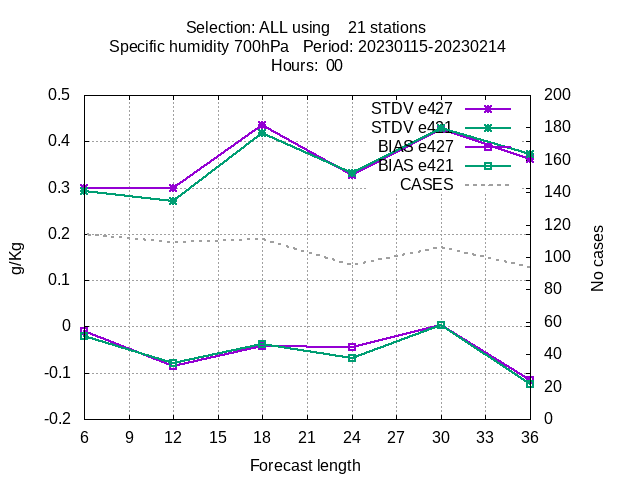 Selection: ALL using 21 stations
Specific humidity 700hPa Period: 20230115-20230214
Hours: 00
0.5
0.4
0.3
0.2
0.1
0
-0.1
-0.2
g/Kg
STDV e427
STDV e421
BIAS e427
BIAS e421
CASES
200
180
160
140
120
100
80
60
40
20
0
No cases
6 9 12 15 18 21 24 27 30 33 36
Forecast length